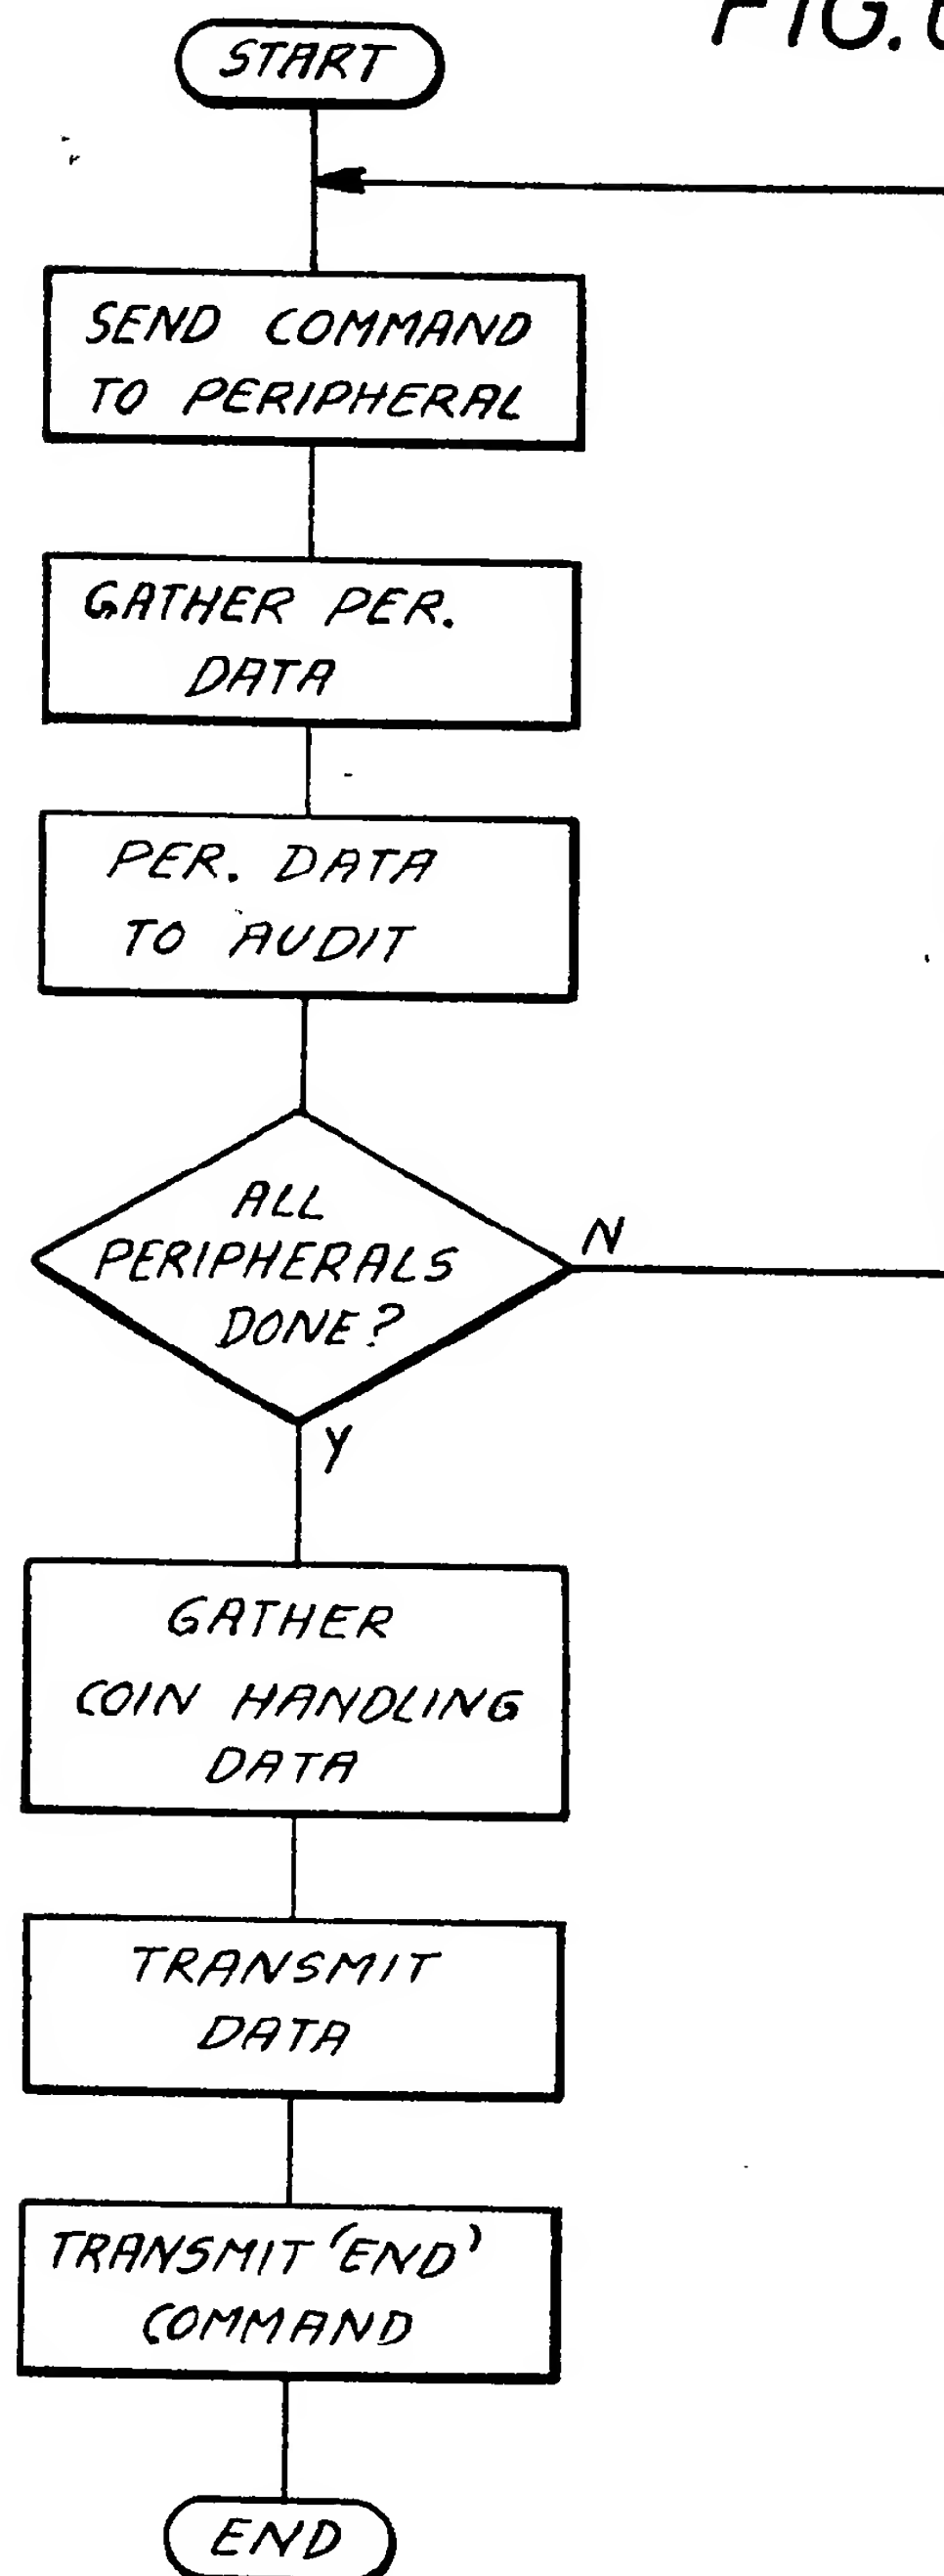 FIG.
START
SEND COMMAND
TO PERIPHERAL
GATHER PER.
DATA
PER. DATA
TO AUDIT
ALL
PERIPHERALS
DONE?
N
Y
GATHER
COIN HANDLING
DATA
TRANSMIT
DATA
TRANSMIT 'END'
COMMAND
END